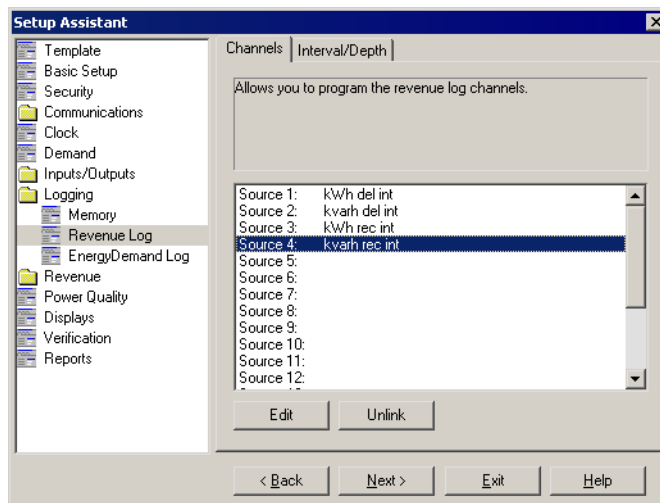 Setup Assistant
Template
Basic Setup
Security
Communications
Clock
Demand
Inputs/Outputs
Logging
Memory
Revenue Log
EnergyDemand Log
Revenue
Power Quality
Displays
Verification
Reports
Channels
Interval/Depth
Allows you to program the revenue log channels.
Source 1: kWh del int
Source 2: kvarh del int
Source 3: kWh rec int
Source 4: kvarh rec int
Source 5:
Source 6:
Source 7:
Source 8:
Source 9:
Source 10:
Source 11:
Source 12:
Edit
Unlink
< Back
Next >
Exit
Help